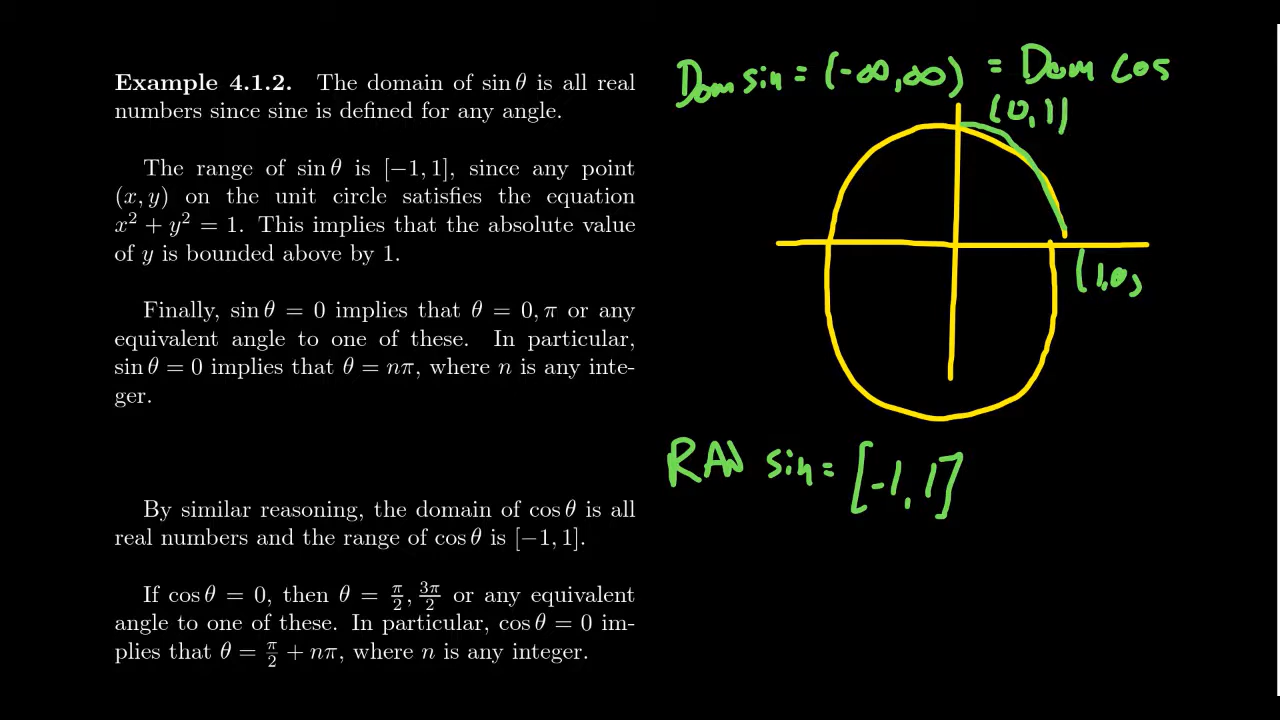 Example 4.1.2. The domain of sin θ is all real
numbers since sine is defined for any angle.
The range of sin θ is [−1, 1], since any point
(x, y) on the unit circle satisfies the equation
x² + y² = 1. This implies that the absolute value
of y is bounded above by 1.
Finally, sin θ = 0 implies that θ = 0, π or any
equivalent angle to one of these. In particular,
sin θ = 0 implies that θ = nπ, where n is any inte-
ger.
By similar reasoning, the domain of cos θ is all
real numbers and the range of cos θ is [−1, 1].
If cos θ = 0, then θ = π/2, 3π/2 or any equivalent
angle to one of these. In particular, cos θ = 0 im-
plies that θ = π/2 + nπ, where n is any integer.
Dom sin = (-∞, ∞) = Dom cos
(0, 1)
(1, 0)
RAN sin = [-1, 1]